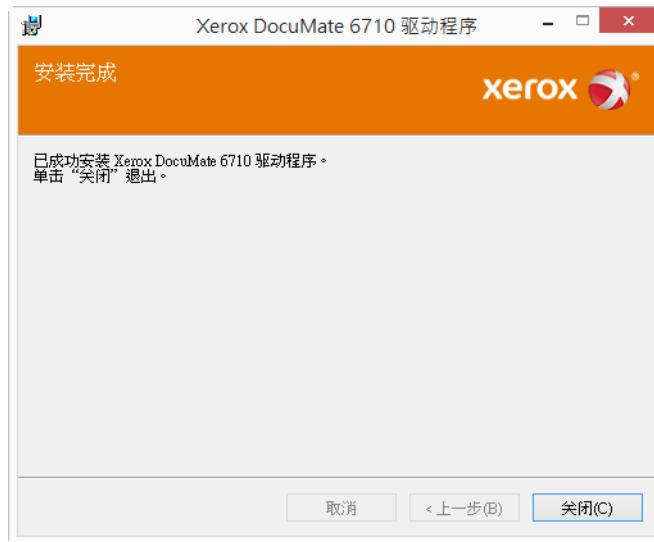 Xerox DocuMate 6710 驱动程序
安装完成
xerox
已成功安装 Xerox DocuMate 6710 驱动程序。
单击“关闭”退出。
取消
<上一步(B)
关闭(C)